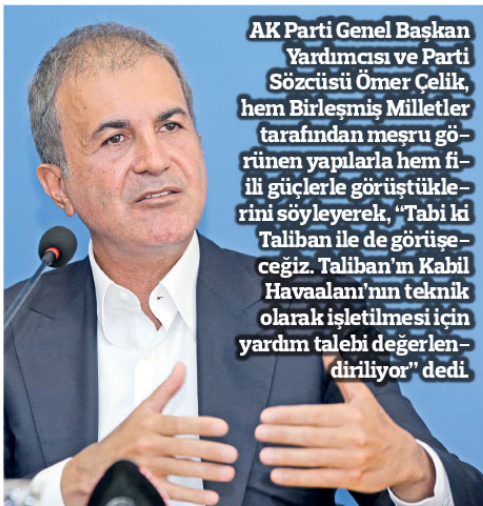 AK Parti Genel Başkan
Yardımcısı ve Parti
Sözcüsü Ömer Çelik,
hem Birleşmiş Milletler
tarafından meşru gö-
rünen yapılarla hem fi-
ili güçlerle görüştükle-
rini söyleyerek, “Tabi ki
Taliban ile de görüşe-
ceğiz. Taliban’ın Kabil
Havaalanı’nın teknik
olarak işletilmesi için
yardım talebi değerlen-
diriliyor” dedi.